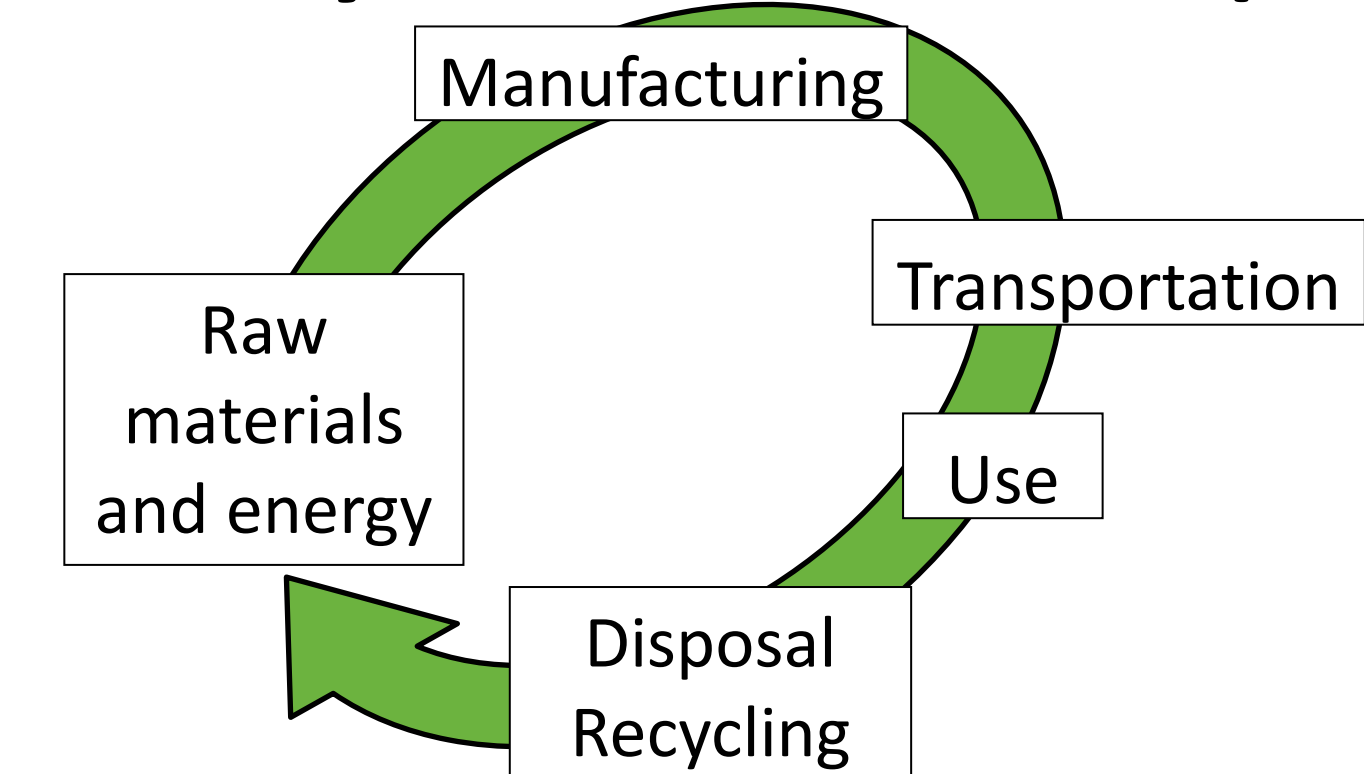 Manufacturing
Transportation
Raw
materials
and energy
Use
Disposal
Recycling